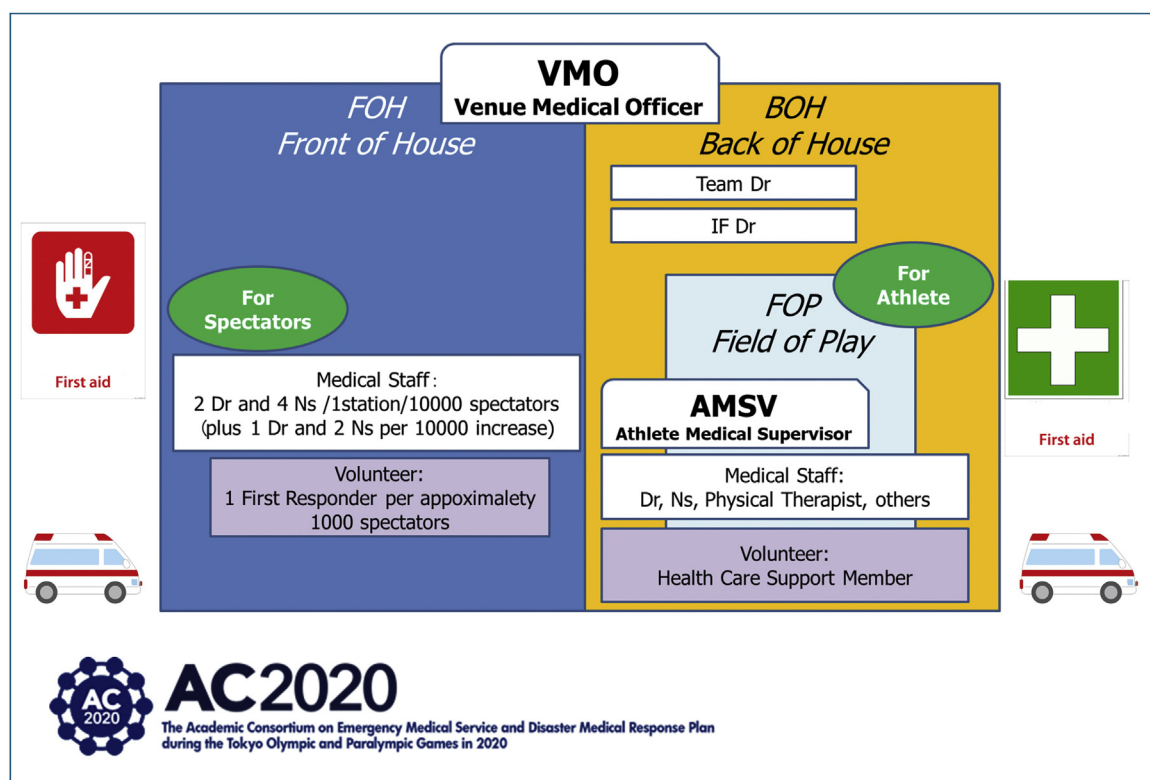 VMO
Venue Medical Officer
FOH
Front of House
BOH
Back of House
Team Dr
IF Dr
First aid
For
Spectators
For
Athlete
FOP
Field of Play
Medical Staff:
2 Dr and 4 Ns /1station/10000 spectators
(plus 1 Dr and 2 Ns per 10000 increase)
Volunteer:
1 First Responder per appoximalety
1000 spectators
AMSV
Athlete Medical Supervisor
Medical Staff:
Dr, Ns, Physical Therapist, others
Volunteer:
Health Care Support Member
First aid
AC
2020
AC2020
The Academic Consortium on Emergency Medical Service and Disaster Medical Response Plan
during the Tokyo Olympic and Paralympic Games in 2020